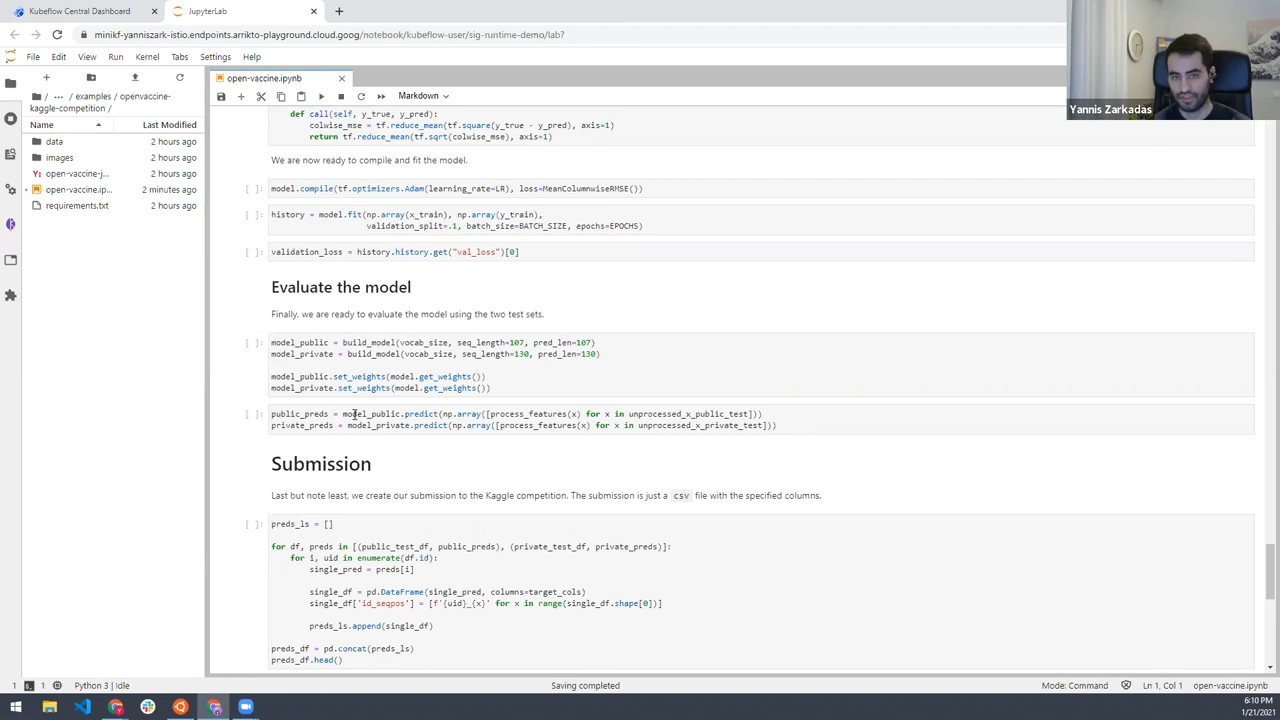 Kubeflow Central Dashboard
JupyterLab
minikf-yanniszark-istio.endpoints.arrikto-playground.cloud.goog/notebook/kubeflow-user/sig-runtime-demo/lab?
Yannis Zarkadas
File Edit View Run Kernel Tabs Settings Help
open-vaccine.ipynb
Markdown
/ ··· / examples / openvaccine-
kaggle-competition /
Name Last Modified
data 2 hours ago
images 2 hours ago
open-vaccine-j... 2 hours ago
open-vaccine.ip... 2 minutes ago
requirements.txt 2 hours ago
def call(self, y_true, y_pred):
colwise_mse = tf.reduce_mean(tf.square(y_true - y_pred), axis=1)
return tf.reduce_mean(tf.sqrt(colwise_mse), axis=1)
We are now ready to compile and fit the model.
[ ]: model.compile(tf.optimizers.Adam(learning_rate=LR), loss=MeanColumnwiseRMSE())
[ ]: history = model.fit(np.array(x_train), np.array(y_train),
validation_split=.1, batch_size=BATCH_SIZE, epochs=EPOCHS)
[ ]: validation_loss = history.history.get("val_loss")[0]
Evaluate the model
Finally, we are ready to evaluate the model using the two test sets.
[ ]: model_public = build_model(vocab_size, seq_length=107, pred_len=107)
model_private = build_model(vocab_size, seq_length=130, pred_len=130)
model_public.set_weights(model.get_weights())
model_private.set_weights(model.get_weights())
[ ]: public_preds = model_public.predict(np.array([process_features(x) for x in unprocessed_x_public_test]))
private_preds = model_private.predict(np.array([process_features(x) for x in unprocessed_x_private_test]))
Submission
Last but note least, we create our submission to the Kaggle competition. The submission is just a csv file with the specified columns.
[ ]: preds_ls = []
for df, preds in [(public_test_df, public_preds), (private_test_df, private_preds)]:
for i, uid in enumerate(df.id):
single_pred = preds[i]
single_df = pd.DataFrame(single_pred, columns=target_cols)
single_df['id_seqpos'] = [f'{uid}_{x}' for x in range(single_df.shape[0])]
preds_ls.append(single_df)
preds_df = pd.concat(preds_ls)
preds_df.head()
1 1 Python 3 | Idle Saving completed Mode: Command Ln 1, Col 1 open-vaccine.ipynb
6:10 PM
1/21/2021